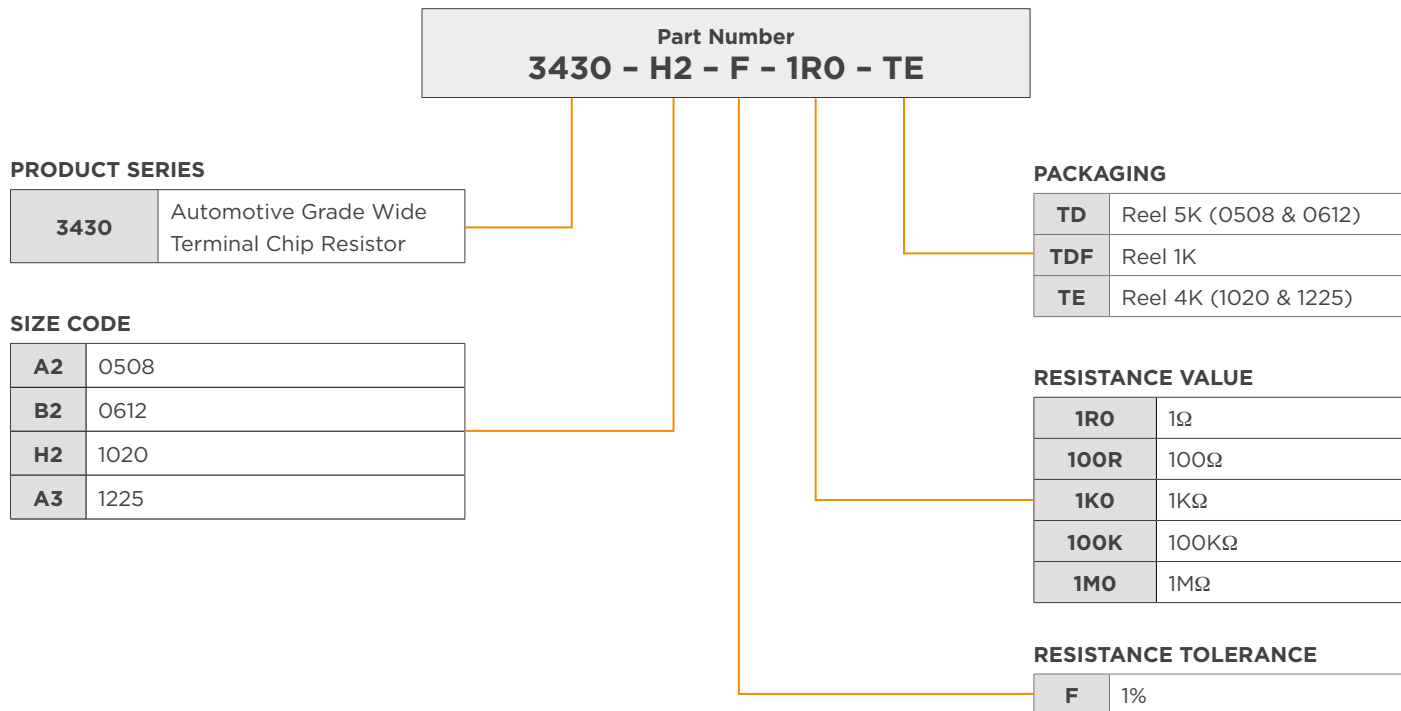 Part Number
3430 – H2 – F – 1R0 – TE
PRODUCT SERIES
3430 Automotive Grade Wide
Terminal Chip Resistor
SIZE CODE
A2 0508
B2 0612
H2 1020
A3 1225
PACKAGING
TD Reel 5K (0508 & 0612)
TDF Reel 1K
TE Reel 4K (1020 & 1225)
RESISTANCE VALUE
1R0 1Ω
100R 100Ω
1K0 1KΩ
100K 100KΩ
1M0 1MΩ
RESISTANCE TOLERANCE
F 1%